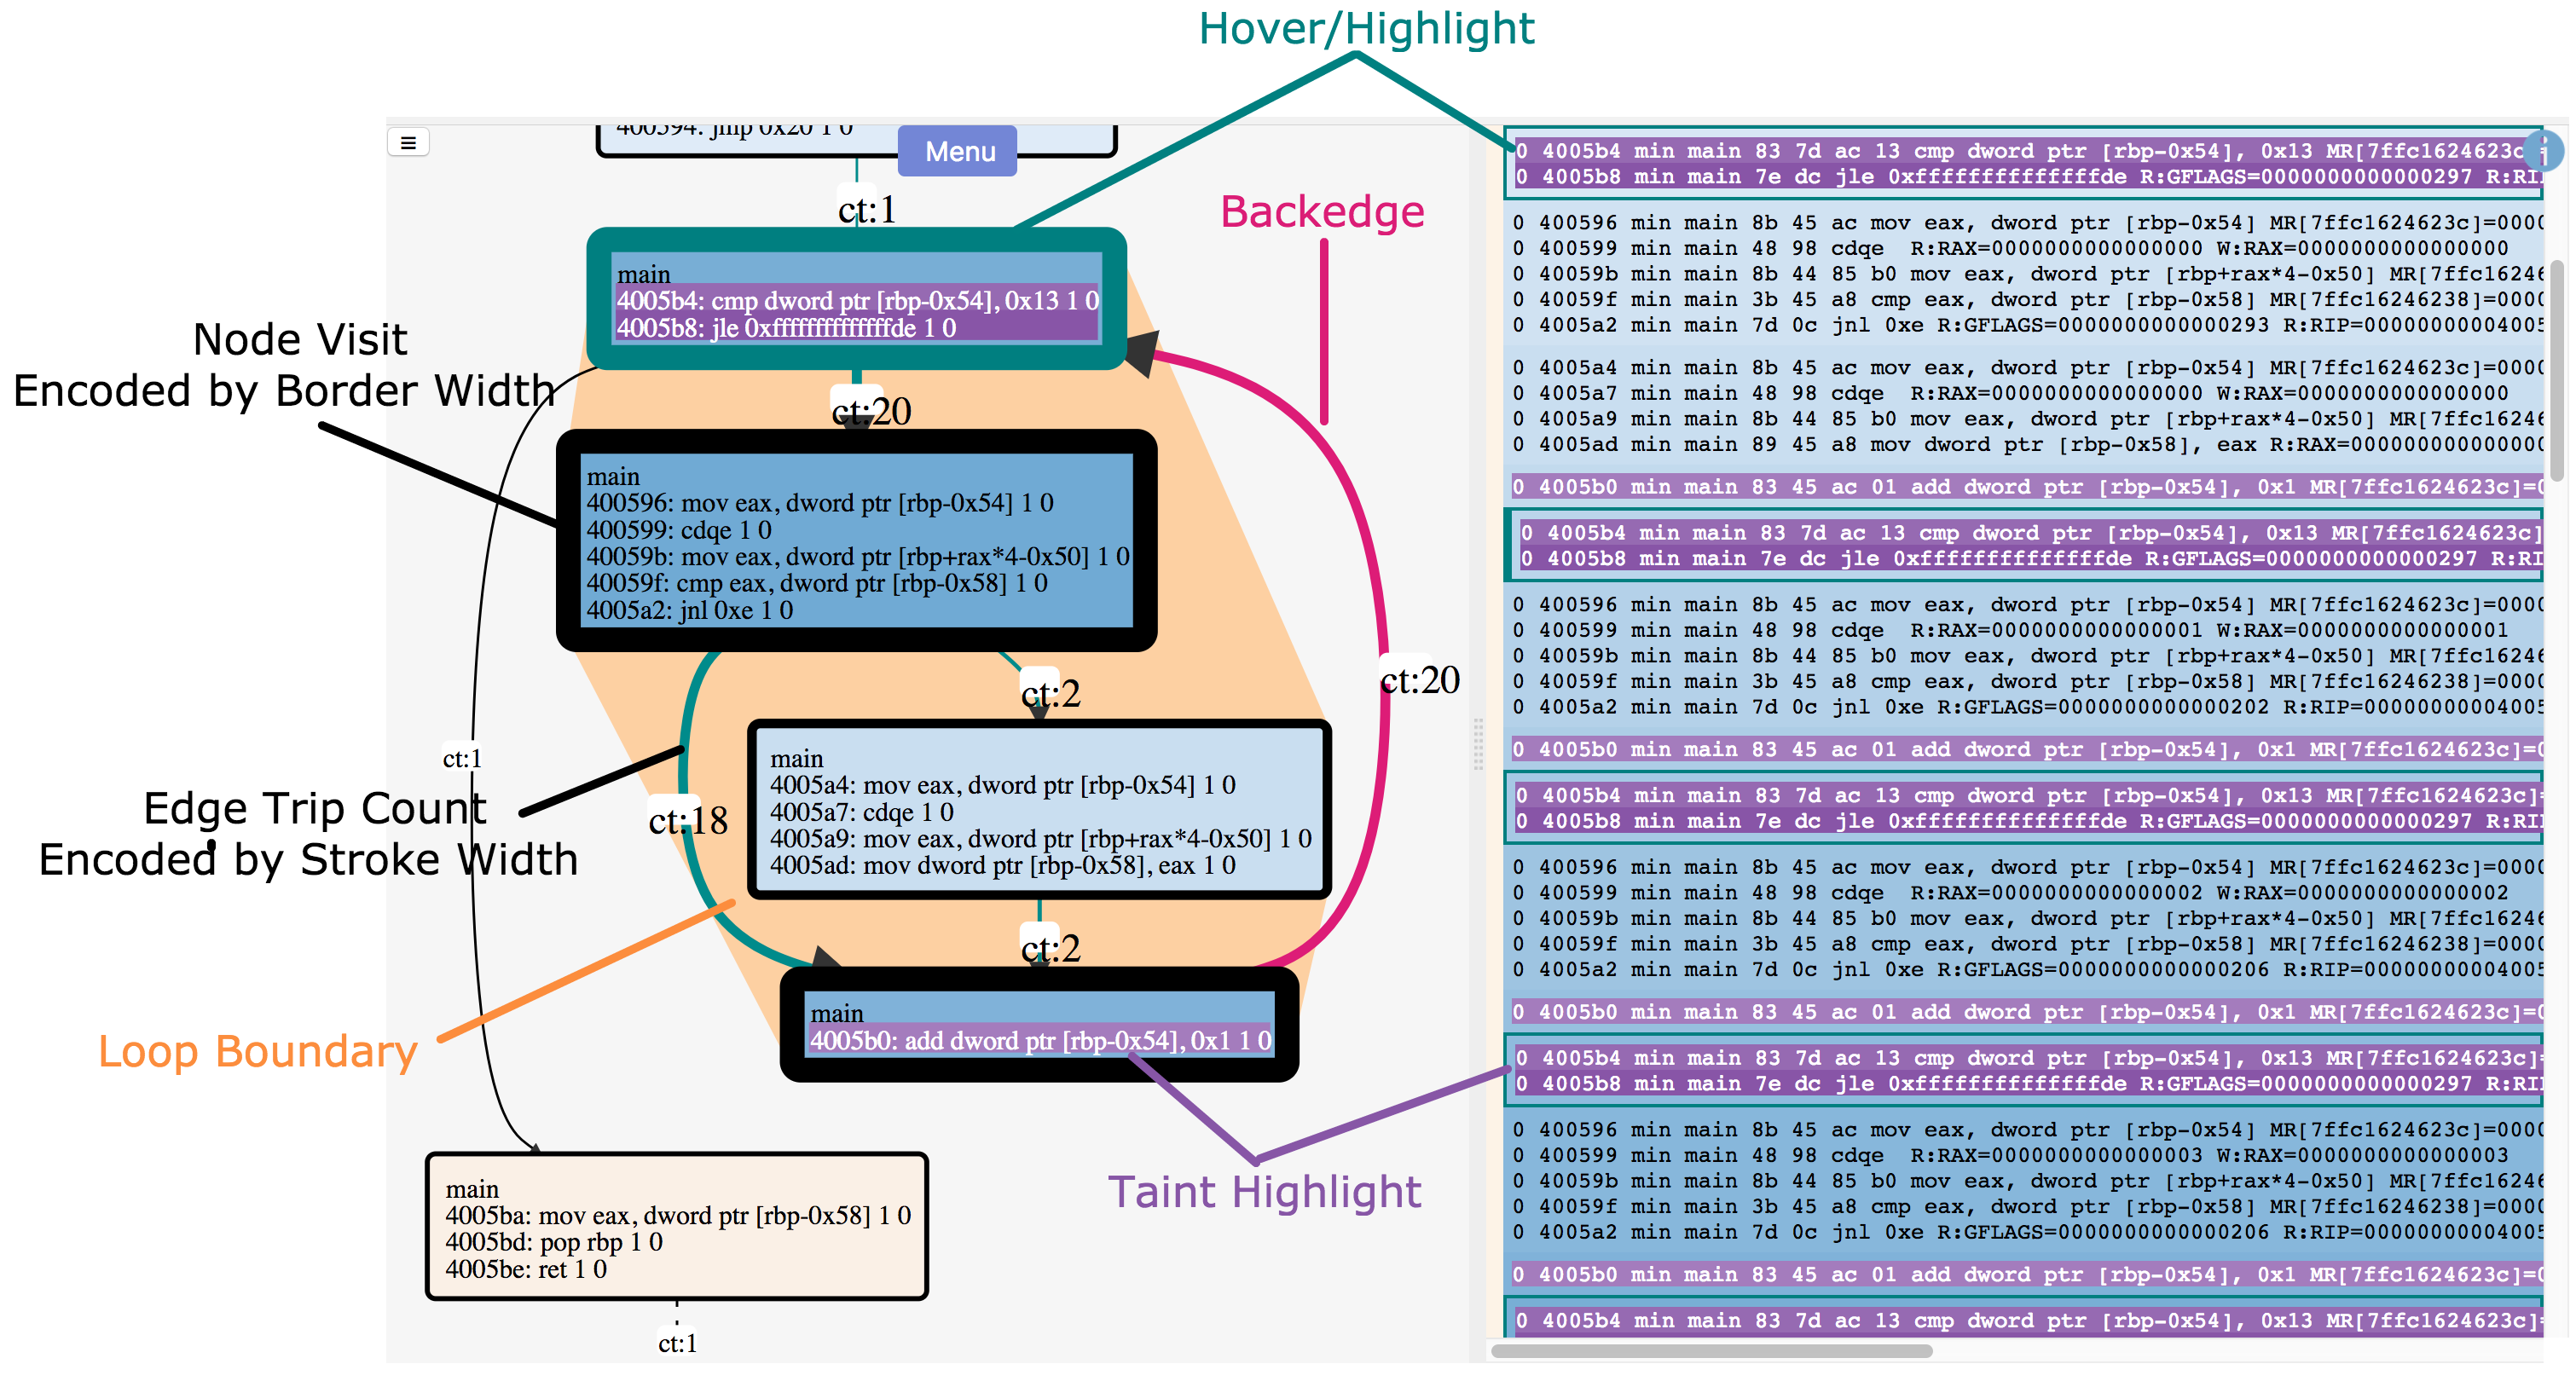 Hover/Highlight
☰
400594: jmp 0x20 1 0
Menu
ct:1
main
4005b4: cmp dword ptr [rbp-0x54], 0x13 1 0
4005b8: jle 0xffffffffffffffde 1 0
Backedge
Node Visit
Encoded by Border Width
ct:20
main
400596: mov eax, dword ptr [rbp-0x54] 1 0
400599: cdqe 1 0
40059b: mov eax, dword ptr [rbp+rax*4-0x50] 1 0
40059f: cmp eax, dword ptr [rbp-0x58] 1 0
4005a2: jnl 0xe 1 0
ct:2
ct:20
ct:1
main
4005a4: mov eax, dword ptr [rbp-0x54] 1 0
4005a7: cdqe 1 0
4005a9: mov eax, dword ptr [rbp+rax*4-0x50] 1 0
4005ad: mov dword ptr [rbp-0x58], eax 1 0
Edge Trip Count
Encoded by Stroke Width
ct:18
ct:2
Loop Boundary
main
4005b0: add dword ptr [rbp-0x54], 0x1 1 0
Taint Highlight
main
4005ba: mov eax, dword ptr [rbp-0x58] 1 0
4005bd: pop rbp 1 0
4005be: ret 1 0
ct:1
0 4005b4 min main 83 7d ac 13 cmp dword ptr [rbp-0x54], 0x13 MR[7ffc1624623c
i
0 4005b8 min main 7e dc jle 0xffffffffffffffde R:GFLAGS=0000000000000297 R:RI
0 400596 min main 8b 45 ac mov eax, dword ptr [rbp-0x54] MR[7ffc1624623c]=000
0 400599 min main 48 98 cdqe  R:RAX=0000000000000000 W:RAX=0000000000000000
0 40059b min main 8b 44 85 b0 mov eax, dword ptr [rbp+rax*4-0x50] MR[7ffc1624
0 40059f min main 3b 45 a8 cmp eax, dword ptr [rbp-0x58] MR[7ffc16246238]=000
0 4005a2 min main 7d 0c jnl 0xe R:GFLAGS=0000000000000293 R:RIP=00000000004005
0 4005a4 min main 8b 45 ac mov eax, dword ptr [rbp-0x54] MR[7ffc1624623c]=000
0 4005a7 min main 48 98 cdqe  R:RAX=0000000000000000 W:RAX=0000000000000000
0 4005a9 min main 8b 44 85 b0 mov eax, dword ptr [rbp+rax*4-0x50] MR[7ffc1624
0 4005ad min main 89 45 a8 mov dword ptr [rbp-0x58], eax R:RAX=00000000000000
0 4005b0 min main 83 45 ac 01 add dword ptr [rbp-0x54], 0x1 MR[7ffc1624623c]=
0 4005b4 min main 83 7d ac 13 cmp dword ptr [rbp-0x54], 0x13 MR[7ffc1624623c]
0 4005b8 min main 7e dc jle 0xffffffffffffffde R:GFLAGS=0000000000000297 R:RI
0 400596 min main 8b 45 ac mov eax, dword ptr [rbp-0x54] MR[7ffc1624623c]=000
0 400599 min main 48 98 cdqe  R:RAX=0000000000000001 W:RAX=0000000000000001
0 40059b min main 8b 44 85 b0 mov eax, dword ptr [rbp+rax*4-0x50] MR[7ffc1624
0 40059f min main 3b 45 a8 cmp eax, dword ptr [rbp-0x58] MR[7ffc16246238]=000
0 4005a2 min main 7d 0c jnl 0xe R:GFLAGS=0000000000000202 R:RIP=00000000004005
0 4005b0 min main 83 45 ac 01 add dword ptr [rbp-0x54], 0x1 MR[7ffc1624623c]=
0 4005b4 min main 83 7d ac 13 cmp dword ptr [rbp-0x54], 0x13 MR[7ffc1624623c]=
0 4005b8 min main 7e dc jle 0xffffffffffffffde R:GFLAGS=0000000000000297 R:RI
0 400596 min main 8b 45 ac mov eax, dword ptr [rbp-0x54] MR[7ffc1624623c]=000
0 400599 min main 48 98 cdqe  R:RAX=0000000000000002 W:RAX=0000000000000002
0 40059b min main 8b 44 85 b0 mov eax, dword ptr [rbp+rax*4-0x50] MR[7ffc1624
0 40059f min main 3b 45 a8 cmp eax, dword ptr [rbp-0x58] MR[7ffc16246238]=000
0 4005a2 min main 7d 0c jnl 0xe R:GFLAGS=0000000000000206 R:RIP=00000000004005
0 4005b0 min main 83 45 ac 01 add dword ptr [rbp-0x54], 0x1 MR[7ffc1624623c]=
0 4005b4 min main 83 7d ac 13 cmp dword ptr [rbp-0x54], 0x13 MR[7ffc1624623c]=
0 4005b8 min main 7e dc jle 0xffffffffffffffde R:GFLAGS=0000000000000297 R:RI
0 400596 min main 8b 45 ac mov eax, dword ptr [rbp-0x54] MR[7ffc1624623c]=000
0 400599 min main 48 98 cdqe  R:RAX=0000000000000003 W:RAX=0000000000000003
0 40059b min main 8b 44 85 b0 mov eax, dword ptr [rbp+rax*4-0x50] MR[7ffc1624
0 40059f min main 3b 45 a8 cmp eax, dword ptr [rbp-0x58] MR[7ffc16246238]=000
0 4005a2 min main 7d 0c jnl 0xe R:GFLAGS=0000000000000206 R:RIP=00000000004005
0 4005b0 min main 83 45 ac 01 add dword ptr [rbp-0x54], 0x1 MR[7ffc1624623c]=
0 4005b4 min main 83 7d ac 13 cmp dword ptr [rbp-0x54], 0x13 MR[7ffc1624623c]=